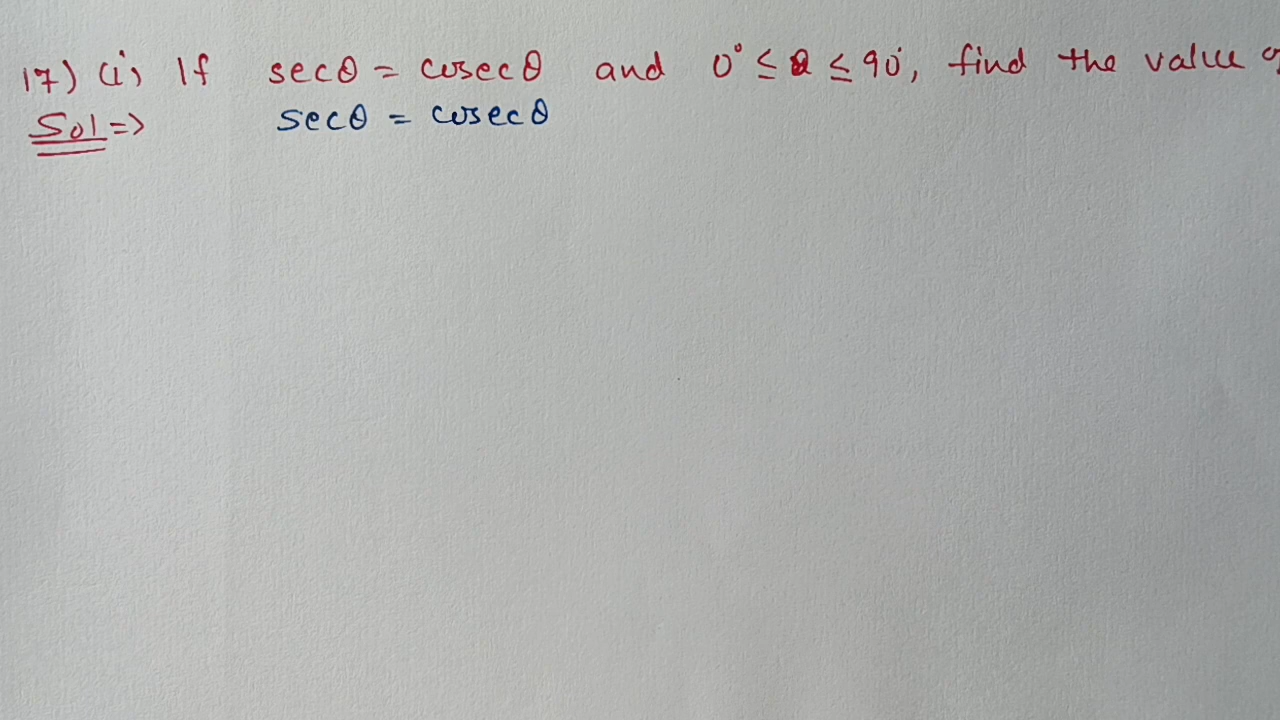 17) (i) If secθ = cosecθ and 0° ≤ θ ≤ 90°, find the value
Sol => secθ = cosecθ